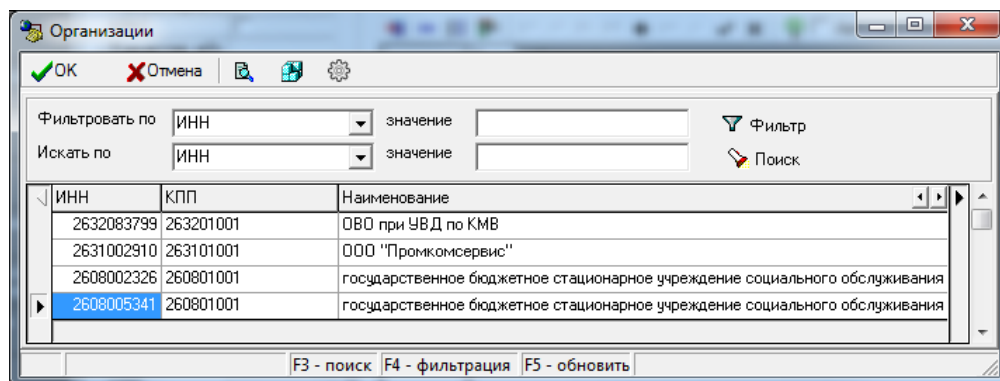 Организации
OK Отмена
Фильтровать по ИНН значение Фильтр
Искать по ИНН значение Поиск
ИНН КПП Наименование
2632083799 263201001 ОВО при УВД по КМВ
2631002910 263101001 ООО "Промкомсервис"
2608002326 260801001 государственное бюджетное стационарное учреждение социального обслуживания
2608005341 260801001 государственное бюджетное стационарное учреждение социального обслуживания
F3 - поиск F4 - фильтрация F5 - обновить